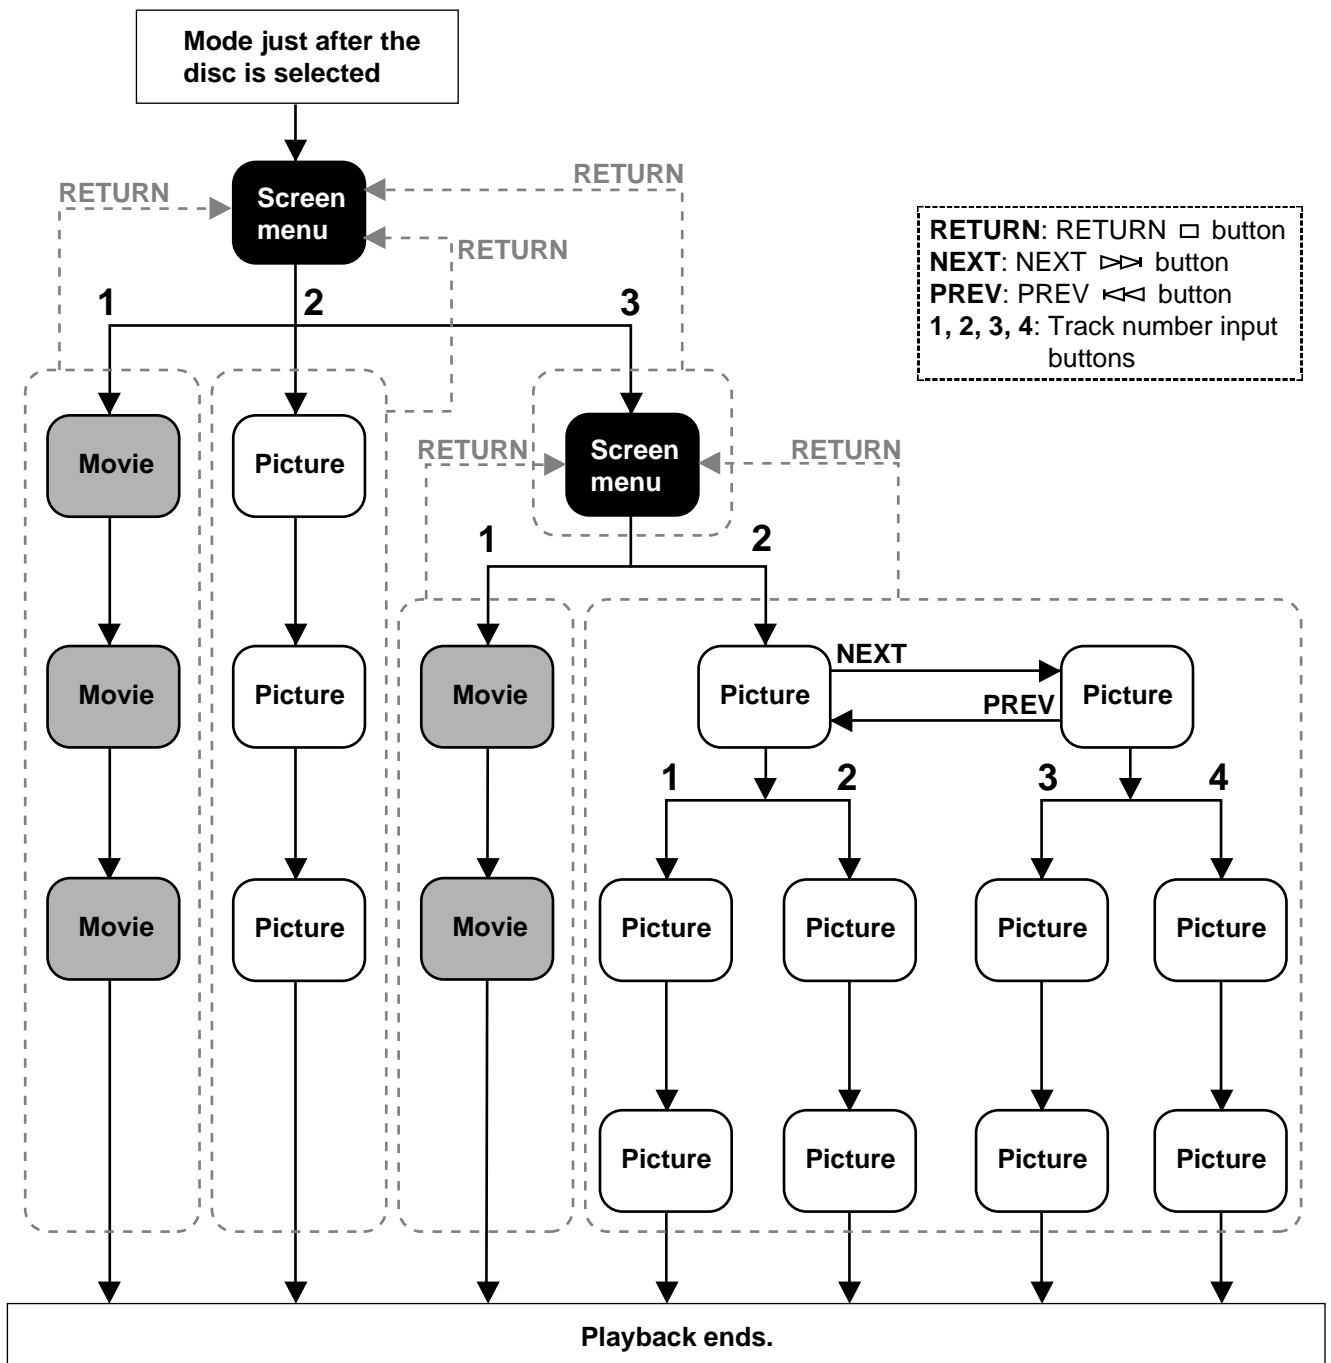 Mode just after the
disc is selected
RETURN
RETURN
Screen
menu
RETURN
RETURN: RETURN □ button
NEXT: NEXT ▷▷I button
PREV: PREV I◁◁ button
1, 2, 3, 4: Track number input
buttons
1
2
3
Movie
Picture
RETURN
Screen
menu
RETURN
1
2
Movie
Picture
Movie
Picture
NEXT
PREV
Picture
1
2
3
4
Movie
Picture
Movie
Picture
Picture
Picture
Picture
Picture
Picture
Picture
Picture
Playback ends.